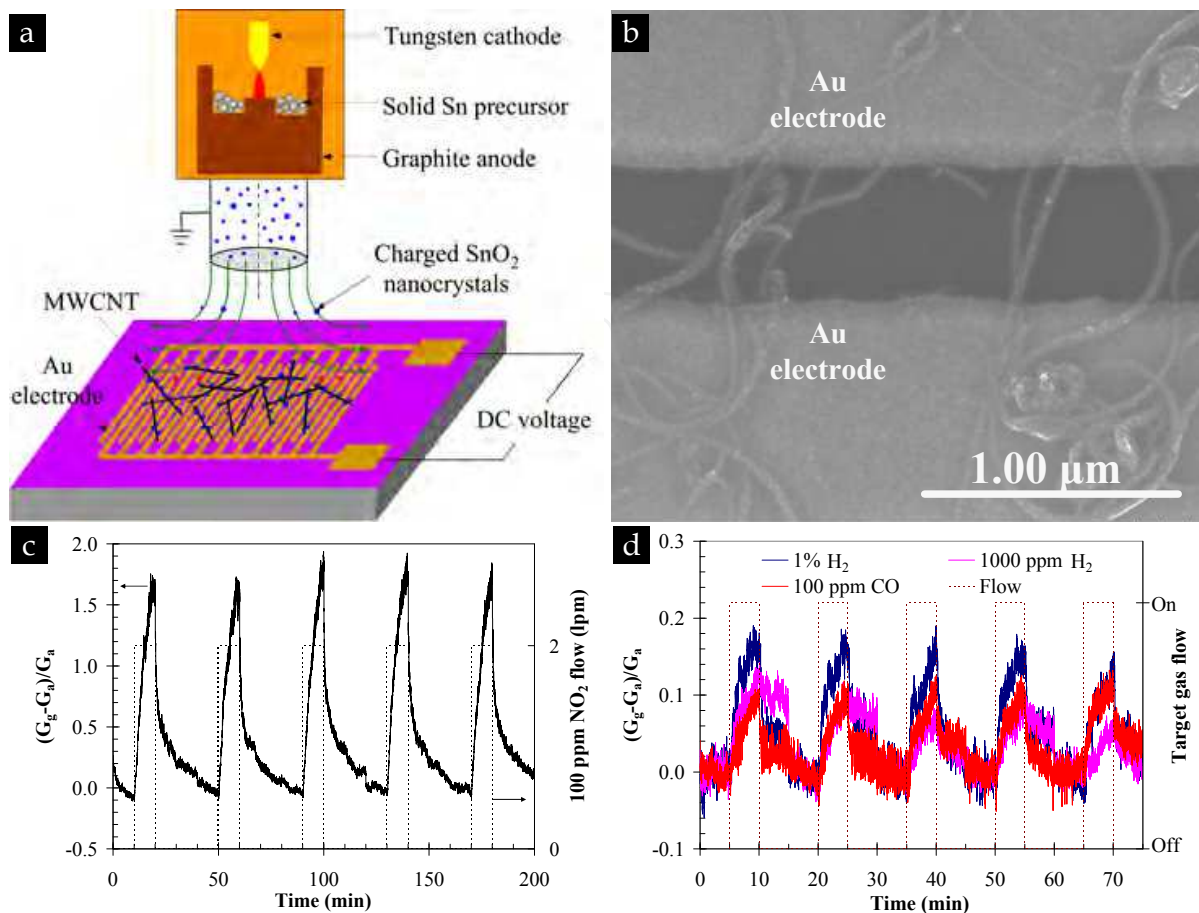 a
Tungsten cathode
Solid Sn precursor
Graphite anode
Charged SnO₂
nanocrystals
MWCNT
Au
electrode
DC voltage
b
Au
electrode
Au
electrode
1.00 µm
c
2.0
1.5
1.0
0.5
0.0
-0.5
(Gg-Ga)/Ga
0 50 100 150 200
Time (min)
2
0
100 ppm NO₂ flow (lpm)
d
0.3
0.2
0.1
0.0
-0.1
(Gg-Ga)/Ga
1% H₂ 1000 ppm H₂
100 ppm CO Flow
0 10 20 30 40 50 60 70
Time (min)
On
Off
Target gas flow